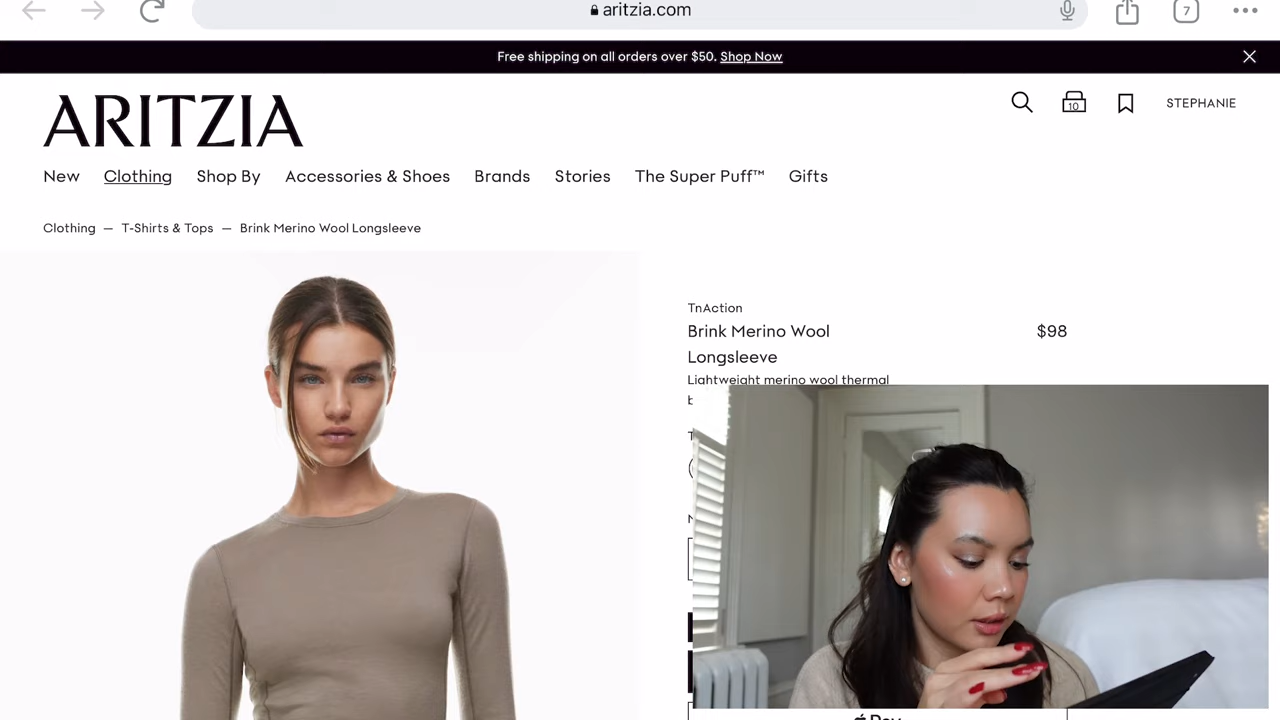 aritzia.com
7
Free shipping on all orders over $50. Shop Now
ARITZIA
10
STEPHANIE
New Clothing Shop By Accessories & Shoes Brands Stories The Super Puff™ Gifts
Clothing — T-Shirts & Tops — Brink Merino Wool Longsleeve
TnAction
Brink Merino Wool $98
Longsleeve
Lightweight merino wool thermal